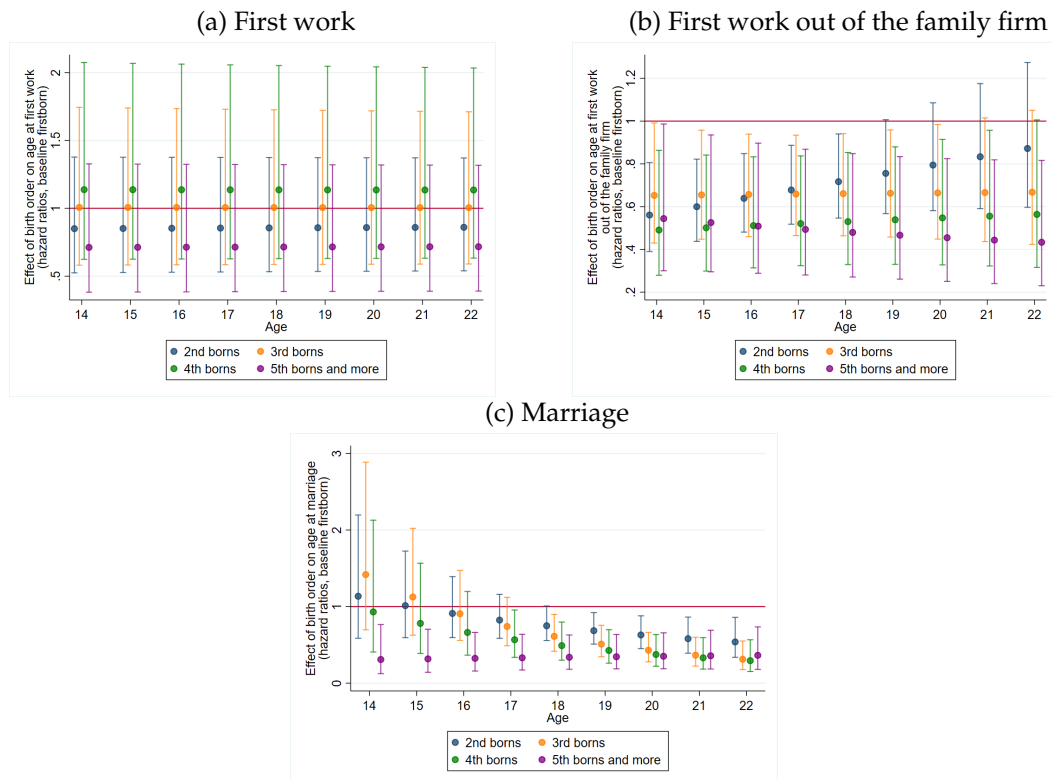 (a) First work
Effect of birth order on age at first work
(hazard ratios, baseline firstborn)
2
1.5
1
.5
14 15 16 17 18 19 20 21 22
Age
2nd borns 3rd borns
4th borns 5th borns and more
(b) First work out of the family firm
Effect of birth order on age at first work
out of the family firm
(hazard ratios, baseline firstborn)
1.2
1
.8
.6
.4
.2
14 15 16 17 18 19 20 21 22
Age
2nd borns 3rd borns
4th borns 5th borns and more
(c) Marriage
Effect of birth order on age at marriage
(hazard ratios, baseline firstborn)
3
2
1
0
14 15 16 17 18 19 20 21 22
Age
2nd borns 3rd borns
4th borns 5th borns and more